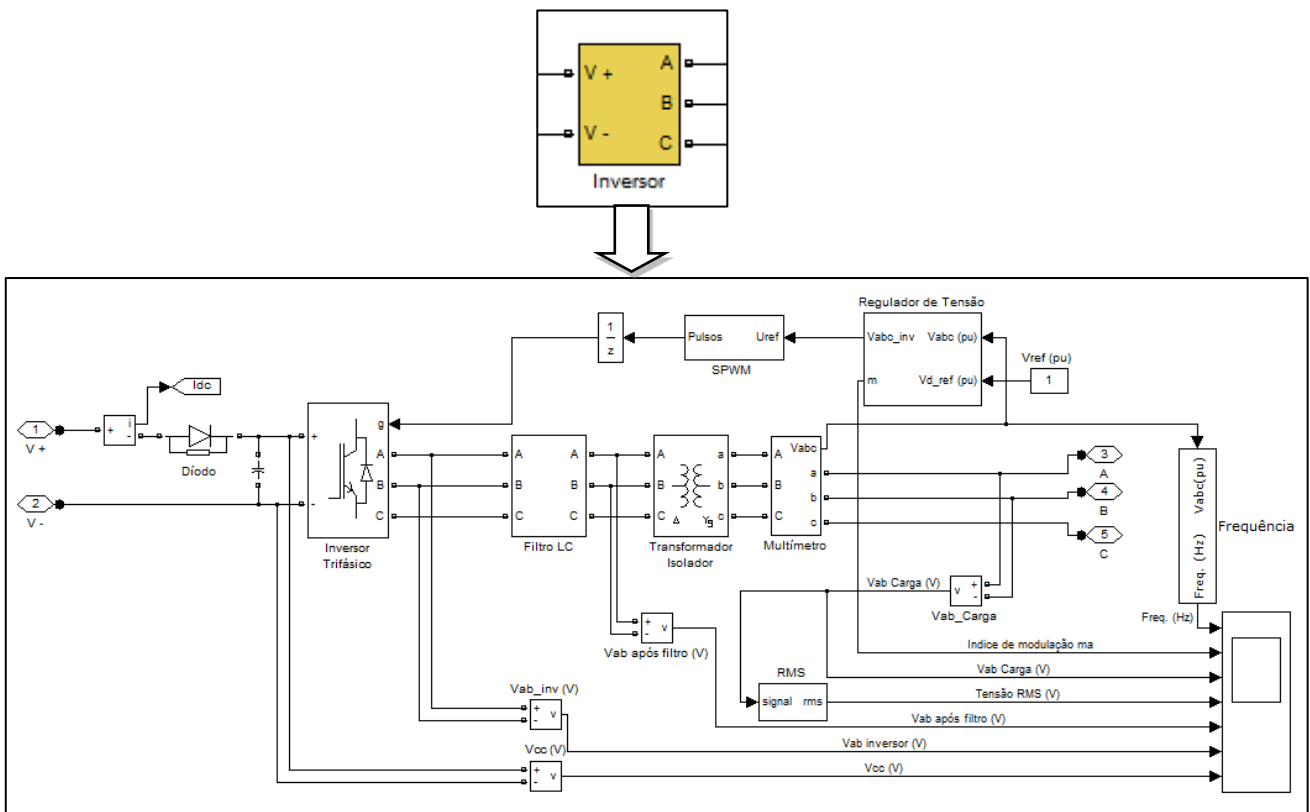 V +
V -
A
B
C
Inversor
Regulador de Tensão
Vabc_inv
Vabc (pu)
m
Vd_ref (pu)
Vref (pu)
1
Pulsos
Uref
SPWM
1
z
Idc
1
V +
i
+
-
Díodo
2
V -
g
+
-
A
B
C
Inversor
Trifásico
A
B
C
A
B
C
Filtro LC
A
B
C
a
b
c
Δ
Yg
Transformador
Isolador
A
B
C
Vabc
a
b
c
Multímetro
3
A
4
B
5
C
Vabc(pu)
Freq. (Hz)
Frequência
Vab Carga (V)
v
+
-
Vab_Carga
Freq. (Hz)
+
-
v
Vab após filtro (V)
Indice de modulação ma
Vab Carga (V)
RMS
signal
rms
Tensão RMS (V)
Vab após filtro (V)
Vab_inv (V)
+
-
v
Vab inversor (V)
Vcc (V)
+
-
v
Vcc (V)